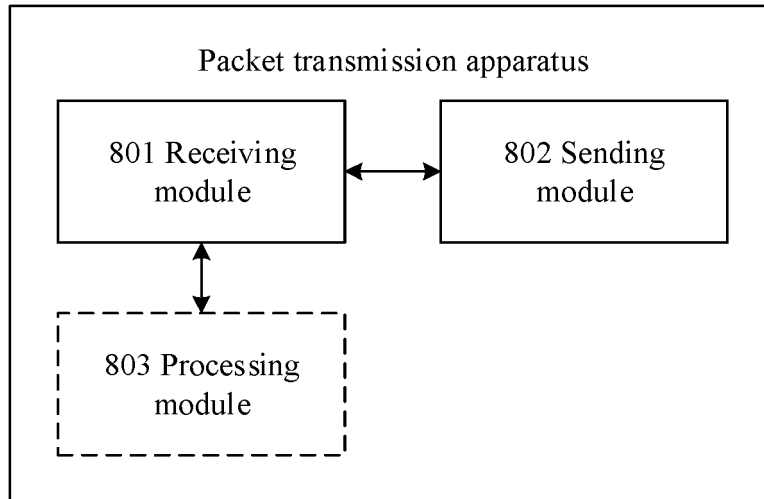 Packet transmission apparatus
801 Receiving
module
802 Sending
module
803 Processing
module